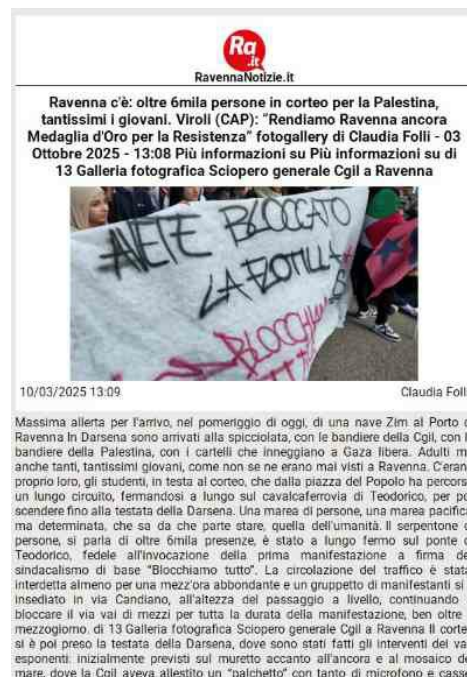 Ra
.it
RavennaNotizie.it
Ravenna c'è: oltre 6mila persone in corteo per la Palestina,
tantissimi i giovani. Viroli (CAP): "Rendiamo Ravenna ancora
Medaglia d'Oro per la Resistenza" fotogallery di Claudia Folli - 03
Ottobre 2025 - 13:08 Più informazioni su Più informazioni su di
13 Galleria fotografica Sciopero generale Cgil a Ravenna
AVETE BLOCCATO
LA FLOTILLA
BLOCCHIAMO
10/03/2025 13:09
Claudia Foll
Massima allerta per l'arrivo, nel pomeriggio di oggi, di una nave Zim al Porto d
Ravenna In Darsena sono arrivati alla spicciolata, con le bandiere della Cgil, con l
bandiere della Palestina, con i cartelli che inneggiano a Gaza libera. Adulti m
anche tanti, tantissimi giovani, come non se ne erano mai visti a Ravenna. C'eran
proprio loro, gli studenti, in testa al corteo, che dalla piazza del Popolo ha percors
un lungo circuito, fermandosi a lungo sul cavalcaferrovia di Teodorico, per po
scendere fino alla testata della Darsena. Una marea di persone, una marea pacifica
ma determinata, che sa da che parte stare, quella dell'umanità. Il serpentone d
persone, si parla di oltre 6mila presenze, è stato a lungo fermo sul ponte d
Teodorico, fedele all'invocazione della prima manifestazione a firma de
sindacalismo di base "Blocchiamo tutto". La circolazione del traffico è stata
interdetta almeno per una mezz'ora abbondante e un gruppetto di manifestanti si
insediato in via Candiano, all'altezza del passaggio a livello, continuando
bloccare il via vai di mezzi per tutta la durata della manifestazione, ben oltre
mezzogiorno. di 13 Galleria fotografica Sciopero generale Cgil a Ravenna Il corte
si è poi preso la testata della Darsena, dove sono stati fatti gli interventi dei va
esponenti. inizialmente previsti sul muretto accanto all'ancora e al mosaico de
mare, dove la Cgil aveva allestito un "palchetto" con tanto di microfono e casse